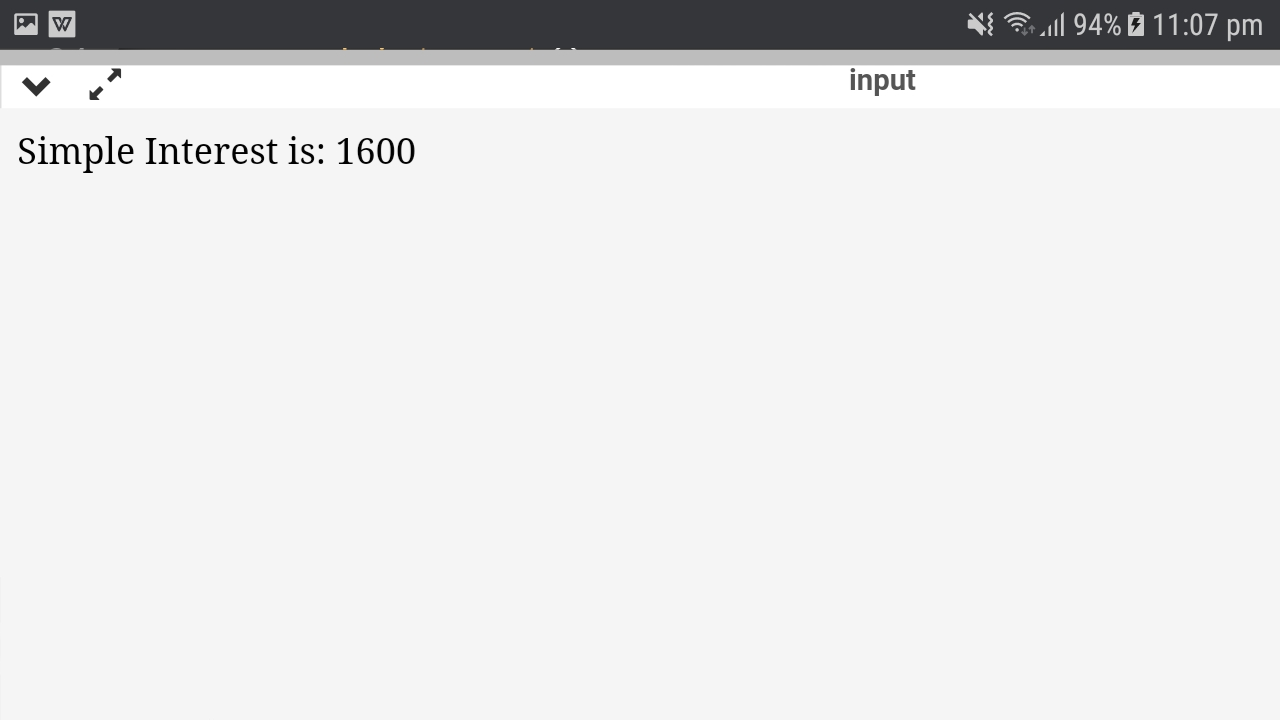 94% 11:07 pm
input
Simple Interest is: 1600